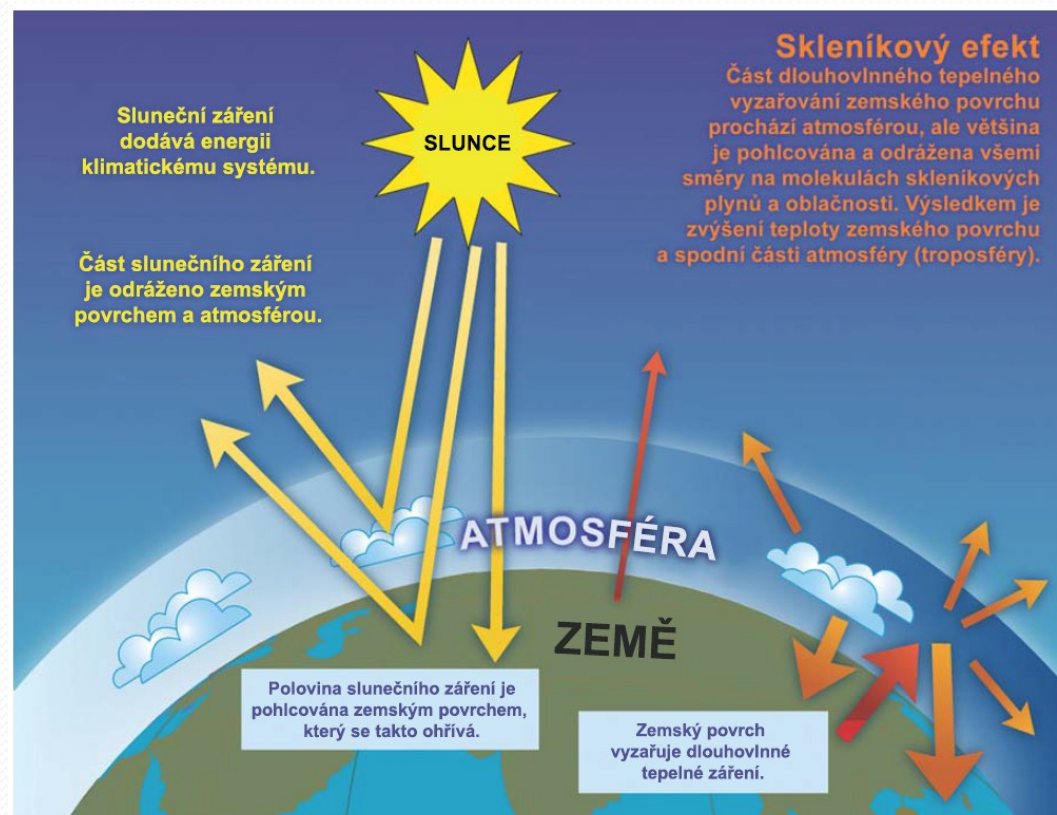 Skleníkový efekt
Část dlouhovlnného tepelného
vyzařování zemského povrchu
prochází atmosférou, ale většina
je pohlcována a odrážena všemi
směry na molekulách skleníkových
plynů a oblačnosti. Výsledkem je
zvýšení teploty zemského povrchu
a spodní části atmosféry (troposféry).
Sluneční záření
dodává energii
klimatickému systému.
SLUNCE
Část slunečního záření
je odráženo zemským
povrchem a atmosférou.
ATMOSFÉRA
ZEMĚ
Polovina slunečního záření je
pohlcována zemským povrchem,
který se takto ohřívá.
Zemský povrch
vyzařuje dlouhovlnné
tepelné záření.